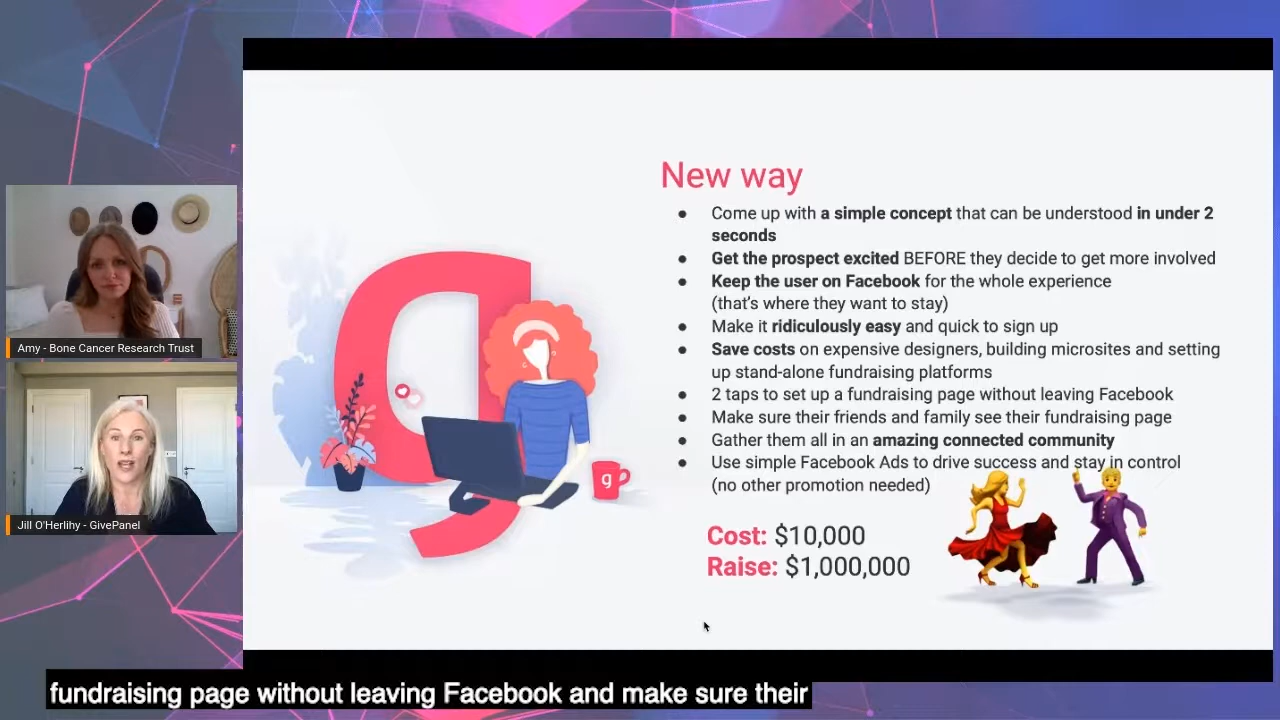 New way
● Come up with a simple concept that can be understood in under 2
seconds
● Get the prospect excited BEFORE they decide to get more involved
● Keep the user on Facebook for the whole experience
(that's where they want to stay)
● Make it ridiculously easy and quick to sign up
● Save costs on expensive designers, building microsites and setting
up stand-alone fundraising platforms
● 2 taps to set up a fundraising page without leaving Facebook
● Make sure their friends and family see their fundraising page
● Gather them all in an amazing connected community
● Use simple Facebook Ads to drive success and stay in control
(no other promotion needed)
Cost: $10,000
Raise: $1,000,000
g
g
Amy - Bone Cancer Research Trust
Jill O'Herlihy - GivePanel
fundraising page without leaving Facebook and make sure their